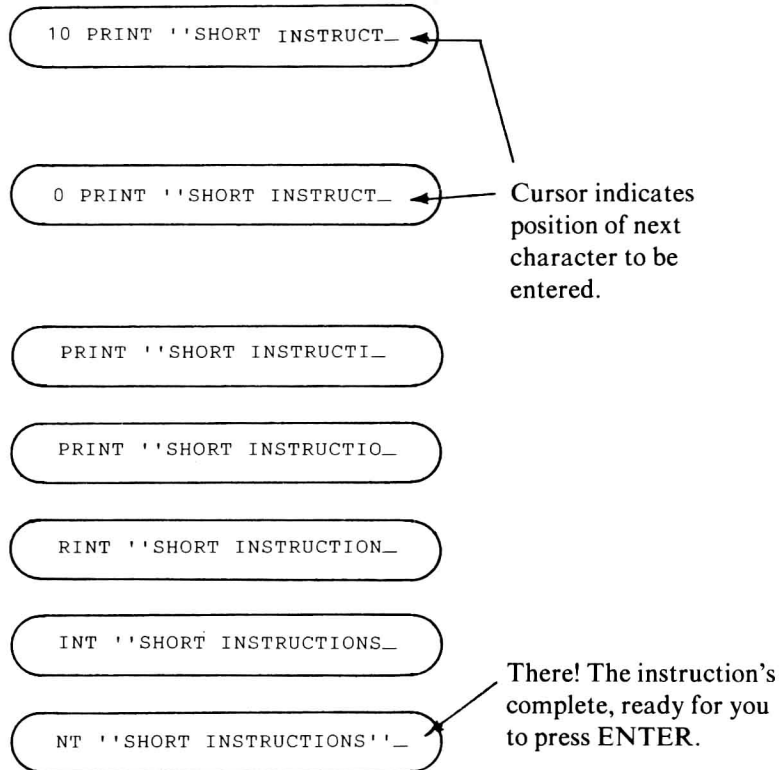 10 PRINT ''SHORT INSTRUCT_
0 PRINT ''SHORT INSTRUCT_
Cursor indicates
position of next
character to be
entered.
PRINT ''SHORT INSTRUCTI_
PRINT ''SHORT INSTRUCTIO_
RINT ''SHORT INSTRUCTION_
INT ''SHORT INSTRUCTIONS_
There! The instruction's
complete, ready for you
to press ENTER.
NT ''SHORT INSTRUCTIONS''_